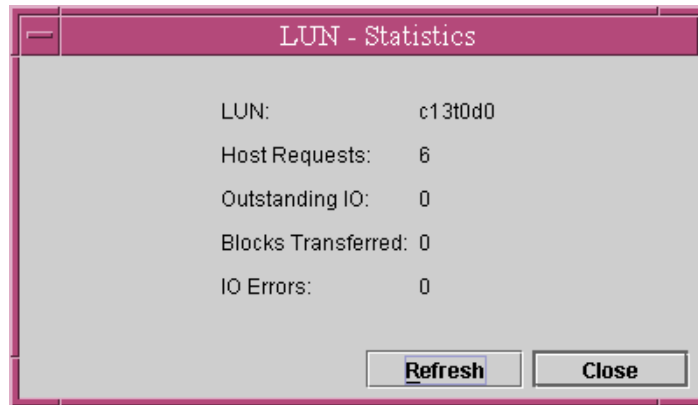 LUN - Statistics
LUN: c13t0d0
Host Requests: 6
Outstanding IO: 0
Blocks Transferred: 0
IO Errors: 0
Refresh Close